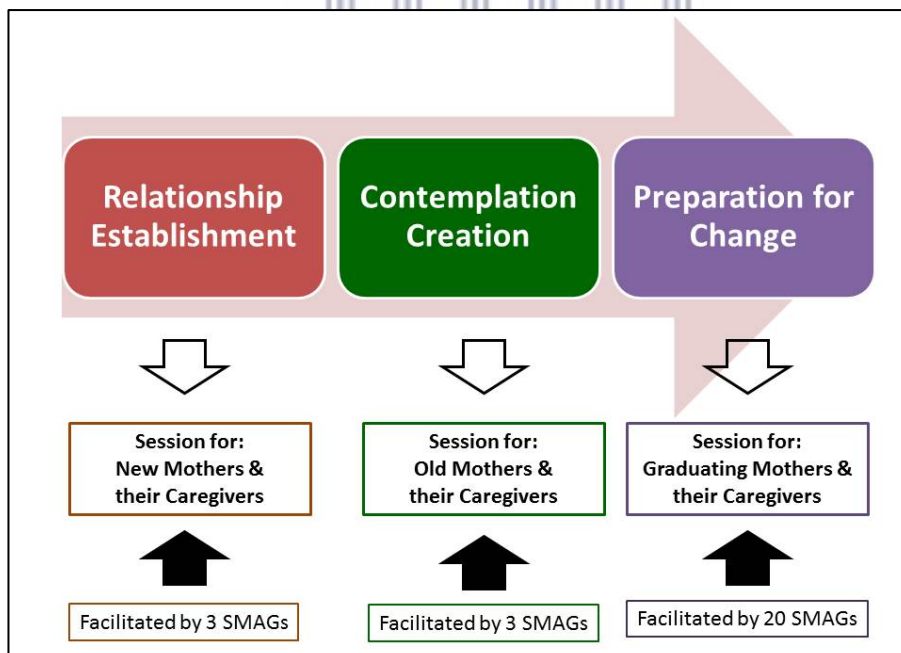 Relationship
Establishment
Contemplation
Creation
Preparation for
Change
Session for:
New Mothers &
their Caregivers
Session for:
Old Mothers &
their Caregivers
Session for:
Graduating Mothers &
their Caregivers
Facilitated by 3 SMAGs
Facilitated by 3 SMAGs
Facilitated by 20 SMAGs